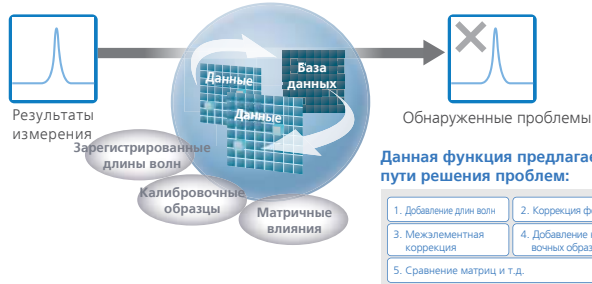 Результаты
измерения
Данные
База
данных
Данные
Зарегистрированные
длины волн
Калибровочные
образцы
Матричные
влияния
Обнаруженные проблемы
Данная функция предлагае
пути решения проблем:
1. Добавление длин волн
2. Коррекция фо
3. Межэлементная
коррекция
4. Добавление
вочных образ
5. Сравнение матриц и т.д.